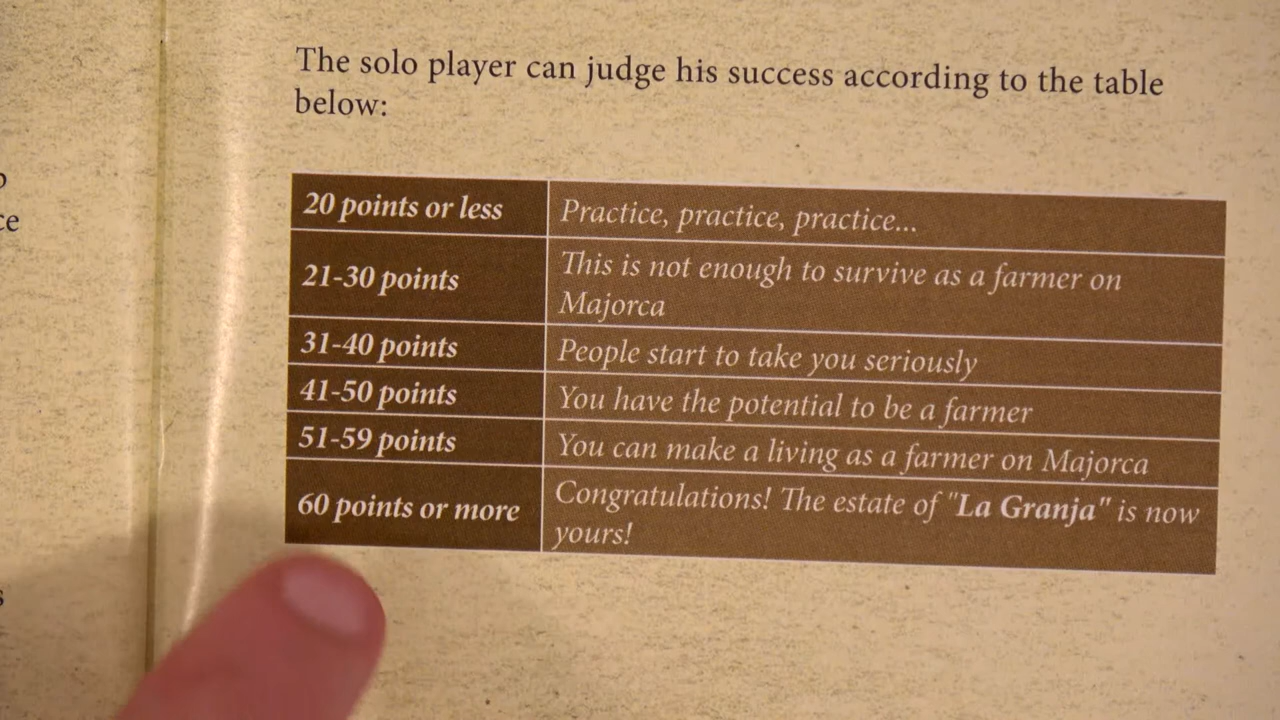 The solo player can judge his success according to the table
below:
20 points or less Practice, practice, practice...
21-30 points This is not enough to survive as a farmer on
Majorca
31-40 points People start to take you seriously
41-50 points You have the potential to be a farmer
51-59 points You can make a living as a farmer on Majorca
60 points or more Congratulations! The estate of "La Granja" is now
yours!